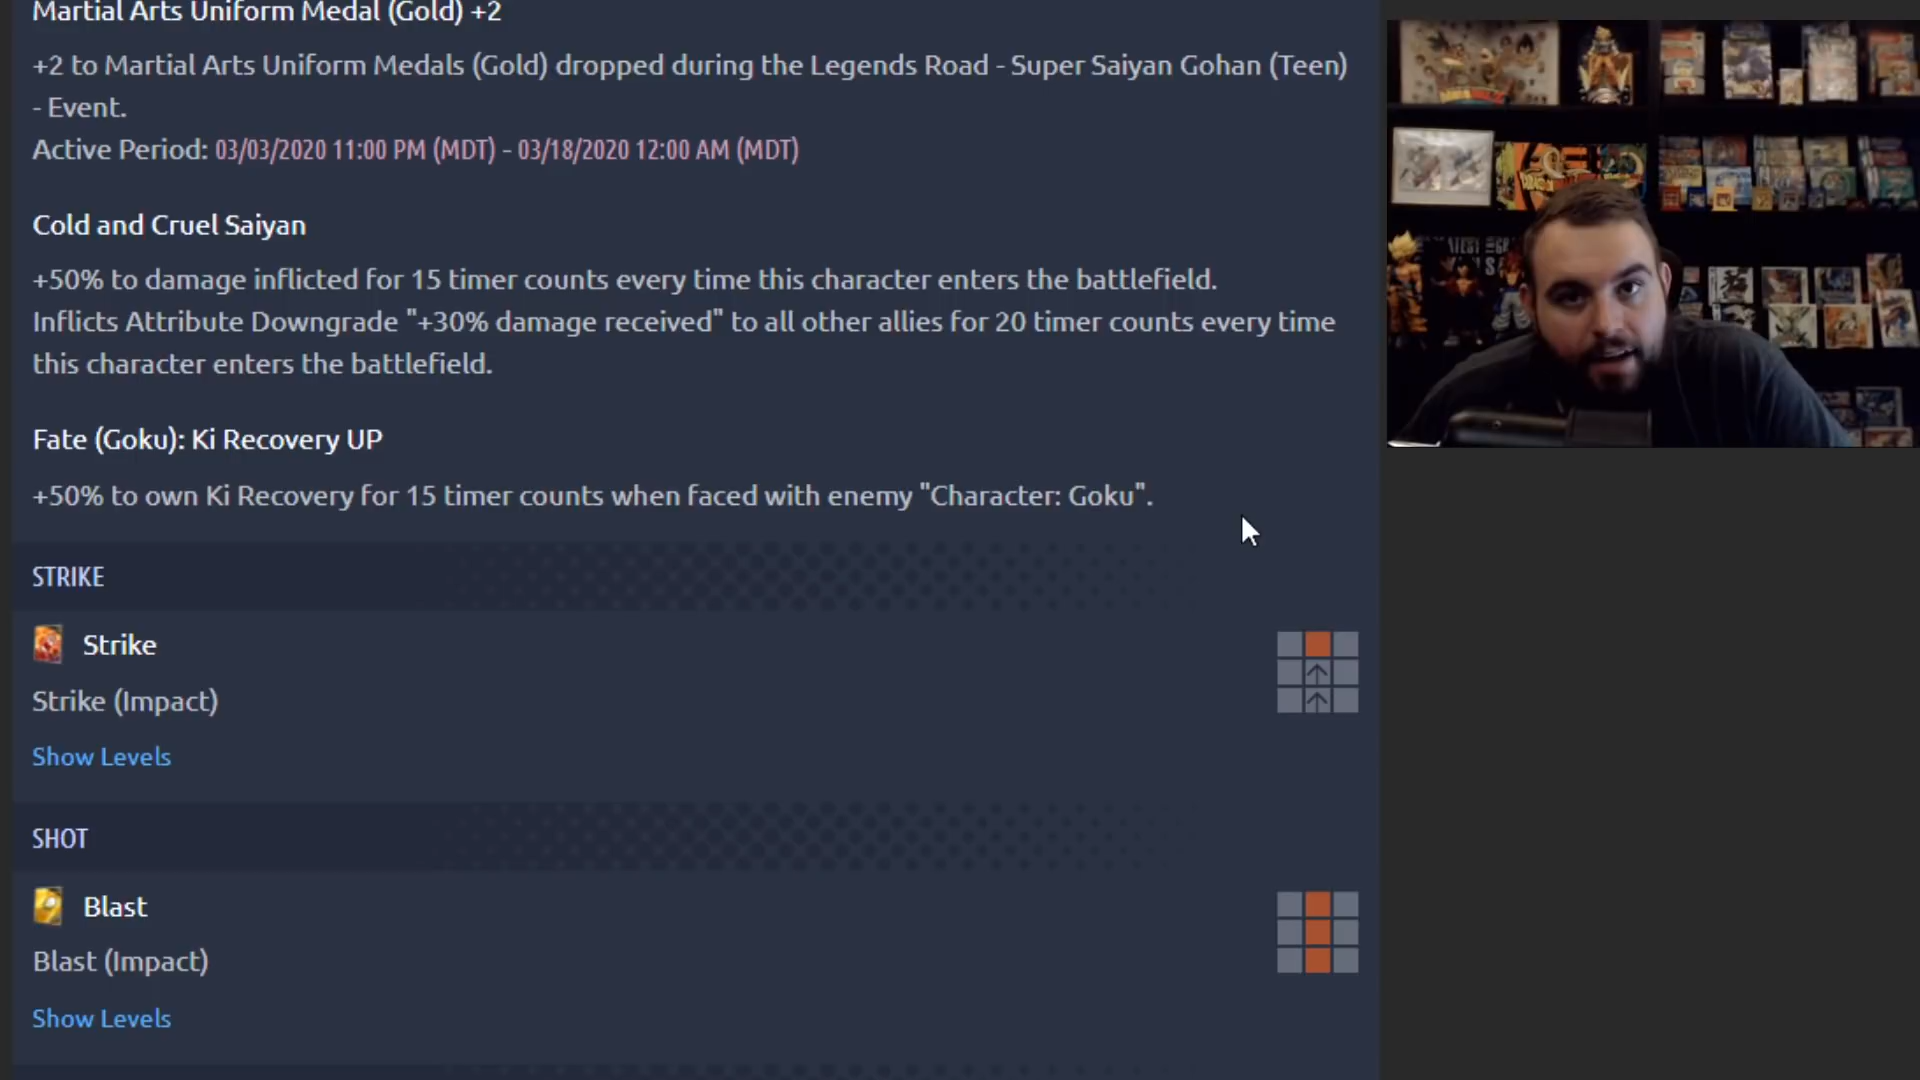 Martial Arts Uniform Medal (Gold) +2
+2 to Martial Arts Uniform Medals (Gold) dropped during the Legends Road - Super Saiyan Gohan (Teen)
- Event.
Active Period: 03/03/2020 11:00 PM (MDT) - 03/18/2020 12:00 AM (MDT)
Cold and Cruel Saiyan
+50% to damage inflicted for 15 timer counts every time this character enters the battlefield.
Inflicts Attribute Downgrade "+30% damage received" to all other allies for 20 timer counts every time
this character enters the battlefield.
Fate (Goku): Ki Recovery UP
+50% to own Ki Recovery for 15 timer counts when faced with enemy "Character: Goku".
STRIKE
Strike
Strike (Impact)
Show Levels
SHOT
Blast
Blast (Impact)
Show Levels